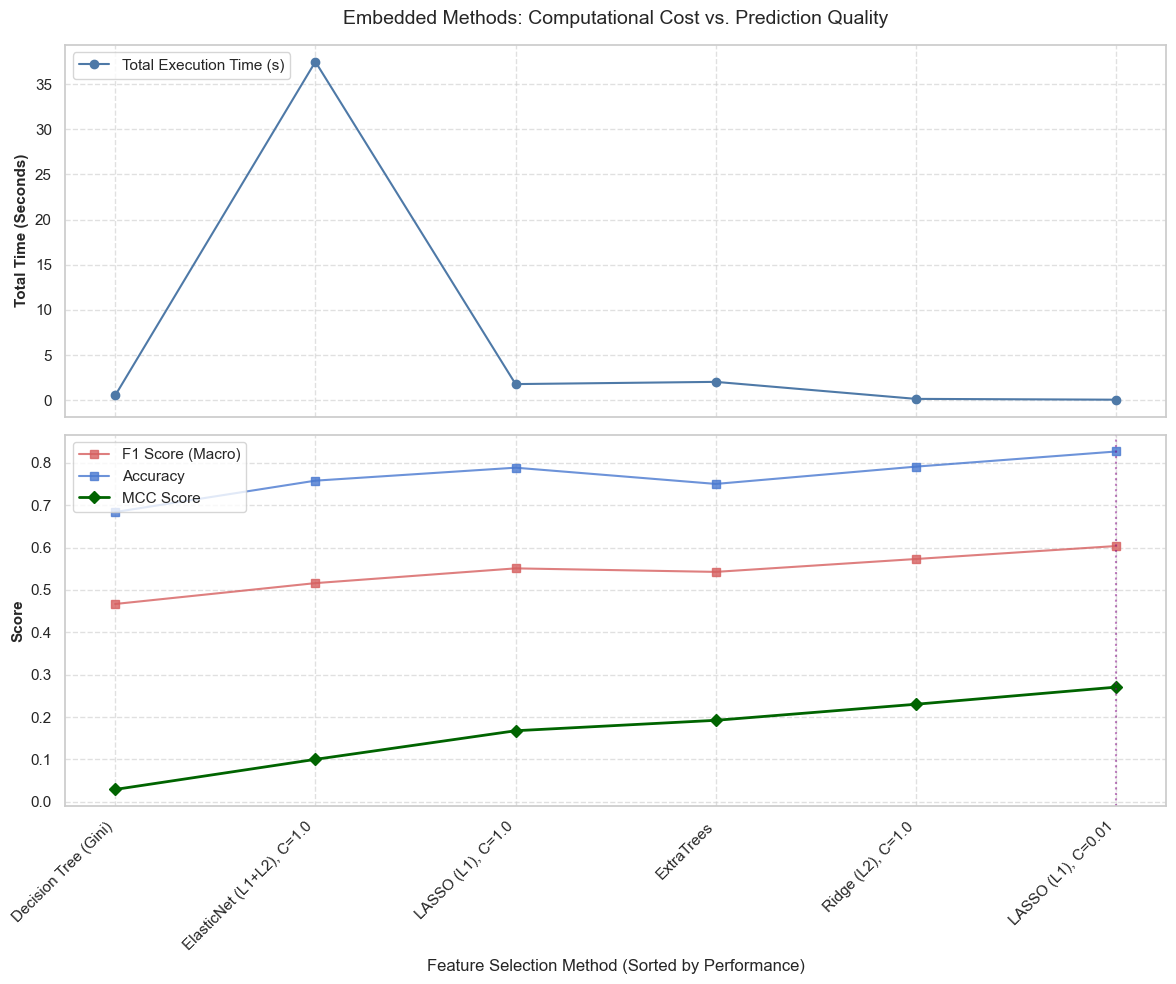 Embedded Methods: Computational Cost vs. Prediction Quality
Total Execution Time (s)
Total Time (Seconds)
35
30
25
20
15
10
5
0
F1 Score (Macro)
Accuracy
MCC Score
Score
0.8
0.7
0.6
0.5
0.4
0.3
0.2
0.1
0.0
Decision Tree (Gini)
ElasticNet (L1+L2), C=1.0
LASSO (L1), C=1.0
ExtraTrees
Ridge (L2), C=1.0
LASSO (L1), C=0.01
Feature Selection Method (Sorted by Performance)